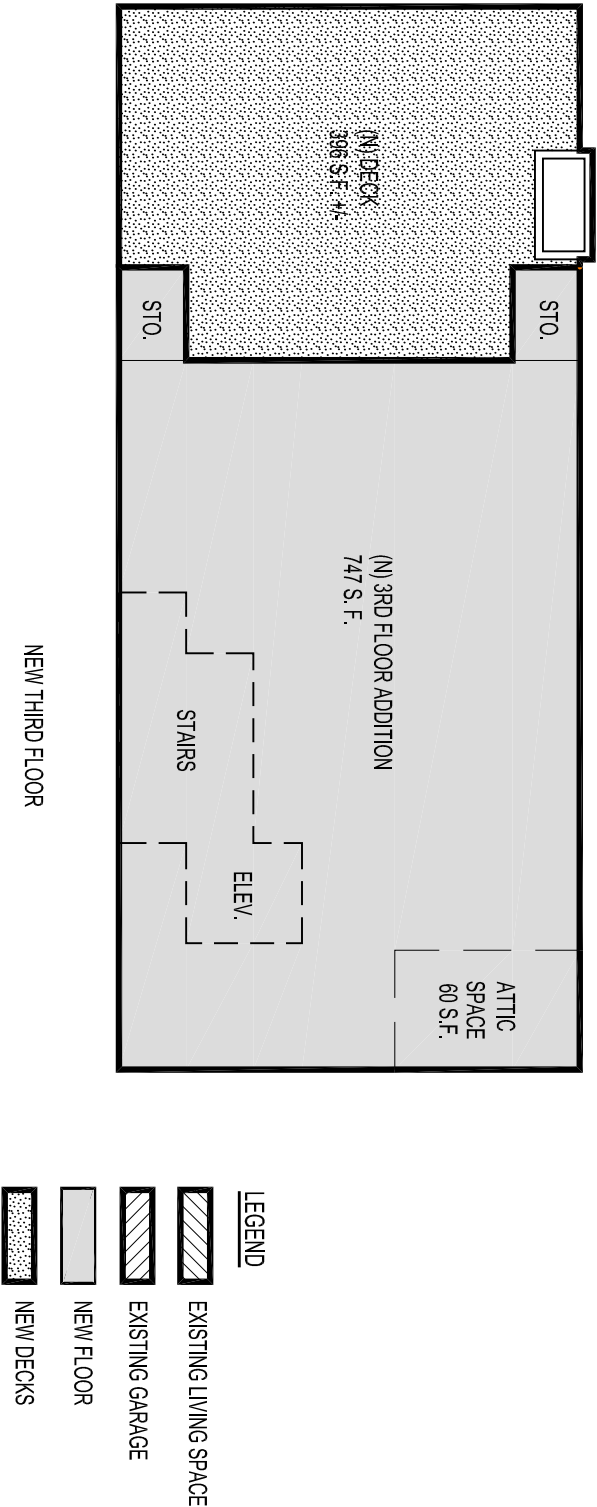 (N) DECK
396 S.F. +/-
STO.
STO.
(N) 3RD FLOOR ADDITION
747 S. F.
STAIRS
ELEV.
ATTIC
SPACE
60 S.F.
NEW THIRD FLOOR
LEGEND
EXISTING LIVING SPACE
EXISTING GARAGE
NEW FLOOR
NEW DECKS